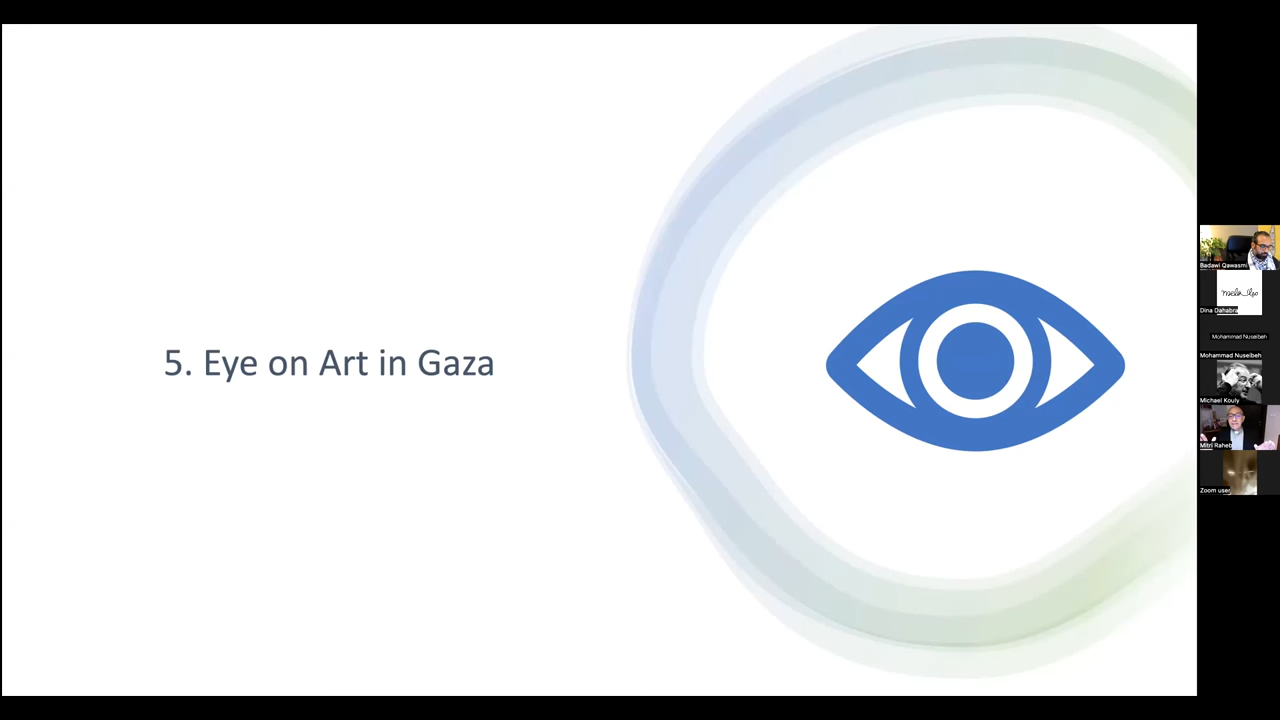 5. Eye on Art in Gaza
Badawi Qawasmi
Dina Dahabra
Mohammad Nuseibeh
Mohammad Nuseibeh
Michael Kouly
Mitri Raheb
Zoom user